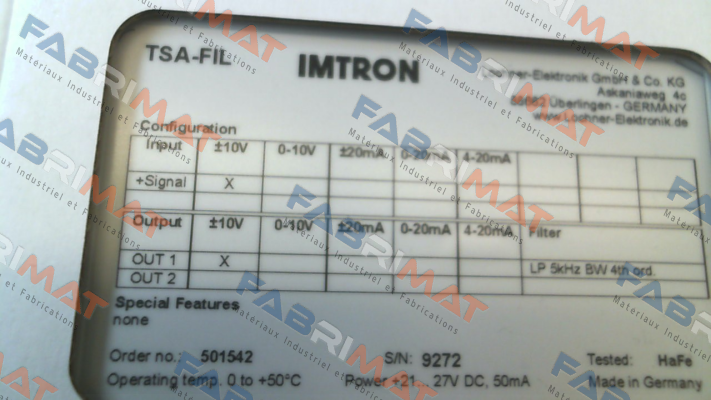 TSA-FIL IMTRON
Elektronik GmbH & Co. KG
Askaniaweg 4c
88662 Überlingen - GERMANY
www.Lochner-Elektronik.de
Configuration
Input ±10V 0-10V ±20mA 0-20mA 4-20mA
+Signal X
Output ±10V 0-10V ±20mA 0-20mA 4-20mA Filter
OUT 1 X LP 5kHz BW 4th ord.
OUT 2
Special Features
none
Order no.: 501542 S/N: 9272 Tested: HaFe
Operating temp. 0 to +50°C Power +21... 27V DC, 50mA Made in Germany
FABRIMAT
Materiaux Industriel et Fabrications